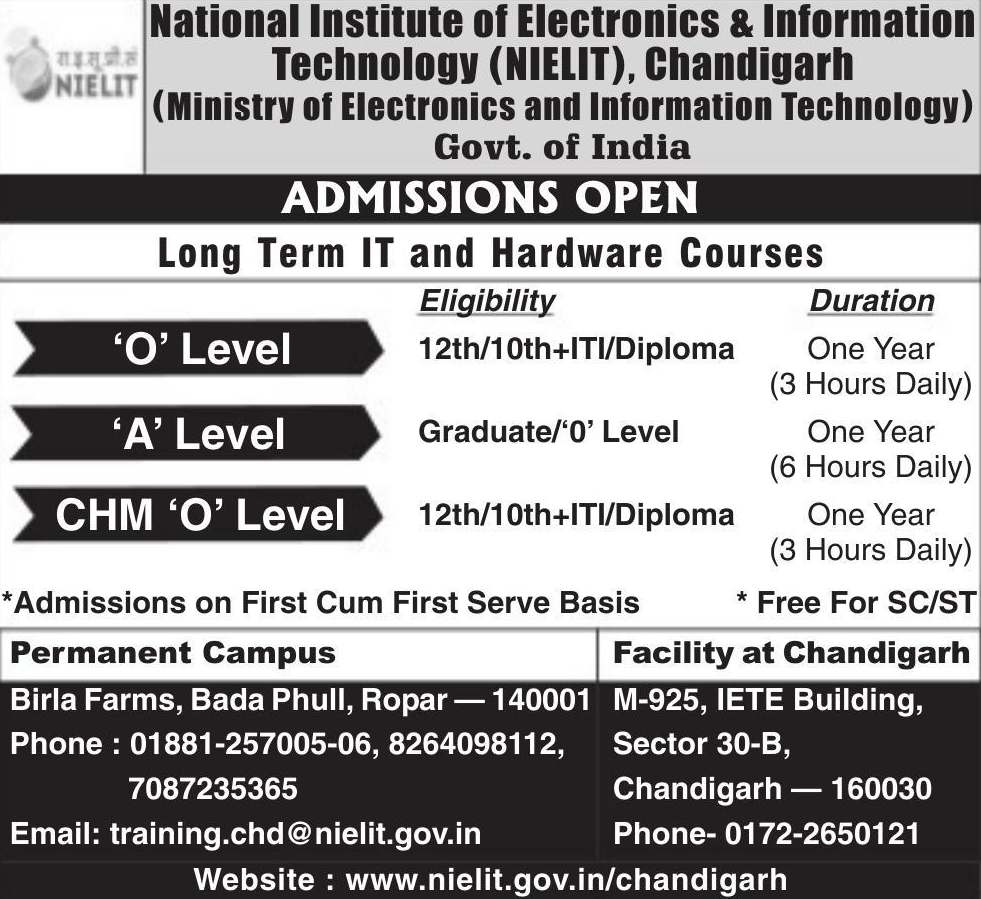 रा.इ.सू.प्रौ.सं
NIELIT
National Institute of Electronics & Information
Technology (NIELIT), Chandigarh
(Ministry of Electronics and Information Technology)
Govt. of India
ADMISSIONS OPEN
Long Term IT and Hardware Courses
Eligibility Duration
‘O’ Level 12th/10th+ITI/Diploma One Year
(3 Hours Daily)
‘A’ Level Graduate/‘0’ Level One Year
(6 Hours Daily)
CHM ‘O’ Level 12th/10th+ITI/Diploma One Year
(3 Hours Daily)
*Admissions on First Cum First Serve Basis * Free For SC/ST
Permanent Campus
Birla Farms, Bada Phull, Ropar — 140001
Phone : 01881-257005-06, 8264098112,
7087235365
Email: training.chd@nielit.gov.in
Facility at Chandigarh
M-925, IETE Building,
Sector 30-B,
Chandigarh — 160030
Phone- 0172-2650121
Website : www.nielit.gov.in/chandigarh